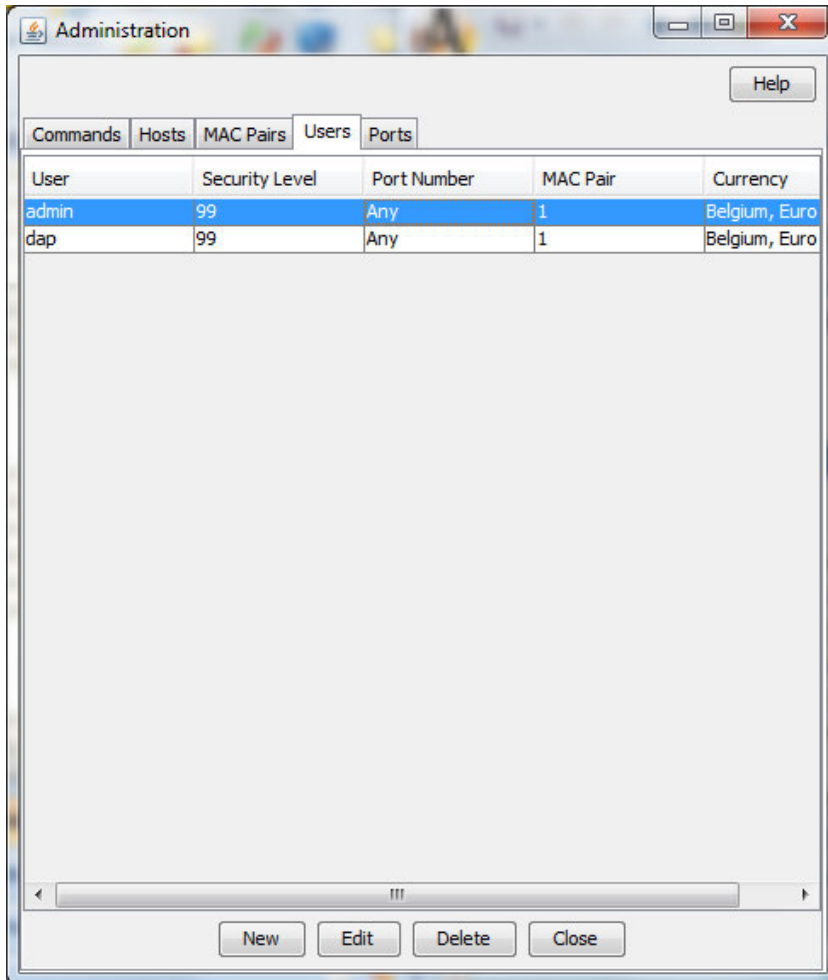 Administration
Help
Commands Hosts MAC Pairs Users Ports
User Security Level Port Number MAC Pair Currency
admin 99 Any 1 Belgium, Euro
dap 99 Any 1 Belgium, Euro
New Edit Delete Close